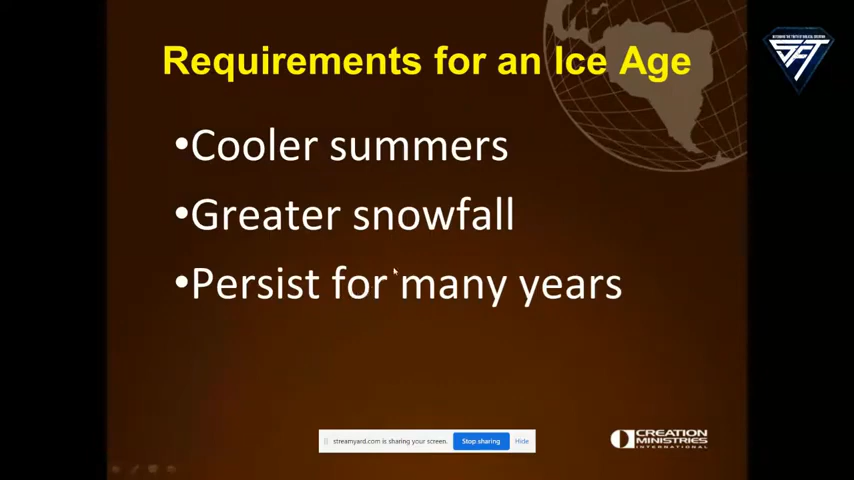 Requirements for an Ice Age
SFT
•Cooler summers
•Greater snowfall
•Persist for many years
streamyard.com is sharing your screen.
Stop sharing
Hide
CREATION
MINISTRIES
INTERNATIONAL